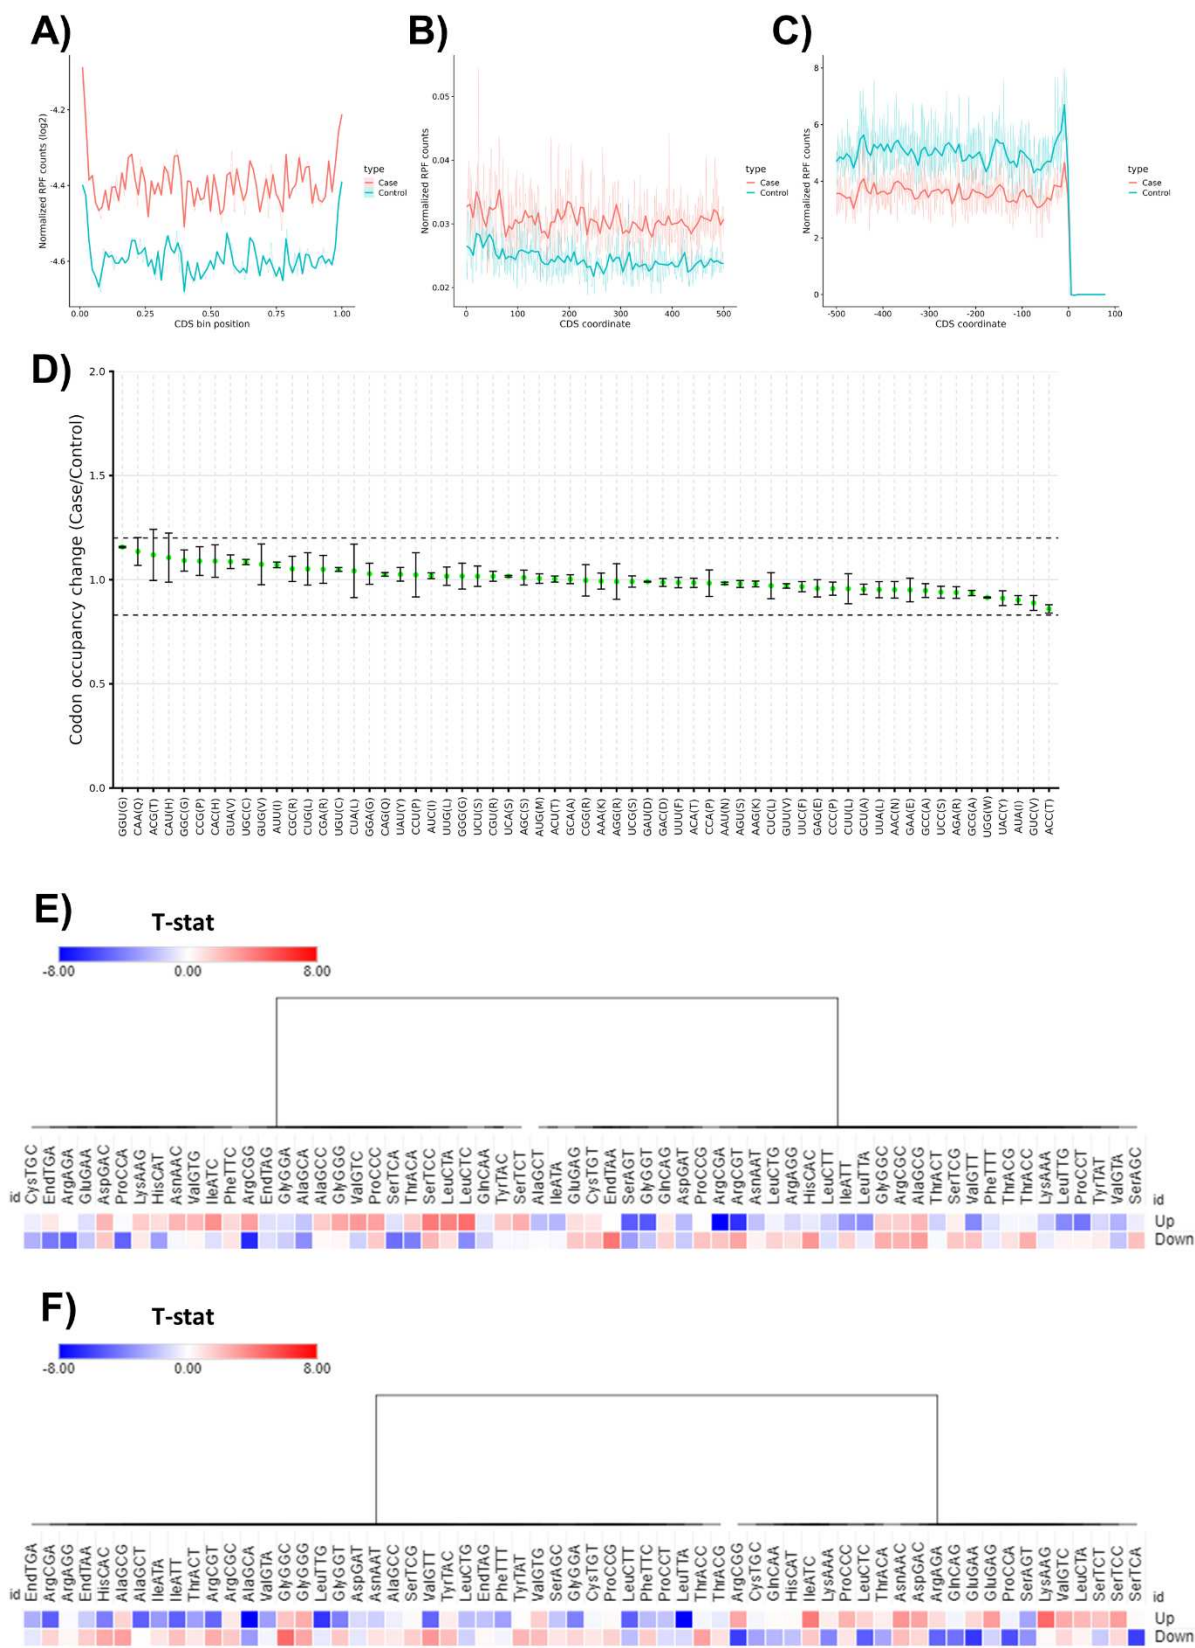 A)
B)
C)
Normalized RPF counts (log2)
-4.2
-4.4
-4.6
0.00 0.25 0.50 0.75 1.00
CDS bin position
type
Case
Control
Normalized RPF counts
0.05
0.04
0.03
0.02
0 100 200 300 400 500
CDS coordinate
type
Case
Control
Normalized RPF counts
8
6
4
2
0
-500 -400 -300 -200 -100 0 100
CDS coordinate
type
Case
Control
D)
Codon occupancy change (Case/Control)
2.0
1.5
1.0
0.5
0.0
GGU(G) CAA(Q) ACG(T) CAU(H) GGC(G) CCG(P) CAC(H) GUA(V) UGC(C) GUG(V) AUU(I) CGC(R) CUG(L) CGA(R) UGU(C) CUA(L) GGA(G) CAG(Q) UAU(Y) CCU(P) AUC(I) UUG(L) GGG(G) UCU(S) CGU(R) UCA(S) AGC(S) AUG(M) ACU(T) GCA(A) CGG(R) AAA(K) AGG(R) UCG(S) GAU(D) GAC(D) UUU(F) ACA(T) CCA(P) AAU(N) AGU(S) AAG(K) CUC(L) GUU(V) UUC(F) GAG(E) CCC(P) CUU(L) GCU(A) UUA(L) AAC(N) GAA(E) GCC(A) UCC(S) AGA(R) GCG(A) UGG(W) UAC(Y) AUA(I) GUC(V) ACC(T)
E)
T-stat
-8.00 0.00 8.00
id CysTGC EndTGA ArgAGA GluGAA AspGAC ProCCA LysAAG HisCAT AsnAAC ValGTG IleATC PheTTC ArgCGG EndTAG GlyGGA AlaGCA AlaGCC GlyGGG ValGTC ProCCC SerTCA ThrACA SerTCC LeuCTA LeuCTC GlnCAA TyrTAC SerTCT AlaGCT IleATA GluGAG CysTGT EndTAA SerAGT GlyGGT GlnCAG AspGAT ProCCG ArgCGA ArgCGT AsnAAT LeuCTG ArgAGG HisCAC LeuCTT IleATT LeuTTA GlyGGC ArgCGC AlaGCG ThrACT SerTCG ValGTT PheTTT ThrACG ThrACC LysAAA LeuTTG ProCCT TyrTAT ValGTA SerAGC id
Up
Down
F)
T-stat
-8.00 0.00 8.00
id EndTGA ArgCGA ArgAGG EndTAA HisCAC AlaGCG AlaGCT IleATA IleATT ThrACT ArgCGT ArgCGC AlaGCA ValGTA GlyGGC GlyGGG LeuTTG GlyGGT AspGAT AsnAAT AlaGCC SerTCG ValGTT TyrTAC LeuCTG EndTAG PheTTT TyrTAT ValGTG SerAGC GlyGGA CysTGT ProCCG LeuCTT PheTTC ProCCT LeuTTA ThrACC ThrACG ArgCGG CysTGC GlnCAA HisCAT IleATC LysAAA ProCCC LeuCTC ThrACA AsnAAC AspGAC ArgAGA GlnCAG GluGAA GluGAG ProCCA SerAGT LysAAG ValGTC LeuCTA SerTCT SerTCC SerTCA id
Up
Down